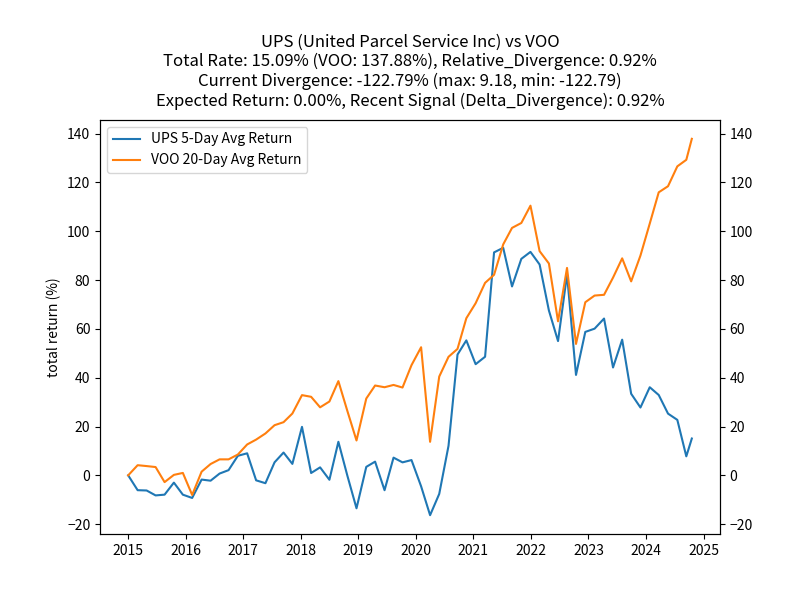 UPS (United Parcel Service Inc) vs VOO
Total Rate: 15.09% (VOO: 137.88%), Relative_Divergence: 0.92%
Current Divergence: -122.79% (max: 9.18, min: -122.79)
Expected Return: 0.00%, Recent Signal (Delta_Divergence): 0.92%
UPS 5-Day Avg Return
VOO 20-Day Avg Return
total return (%)
140
120
100
80
60
40
20
0
−20
140
120
100
80
60
40
20
0
−20
2015 2016 2017 2018 2019 2020 2021 2022 2023 2024 2025